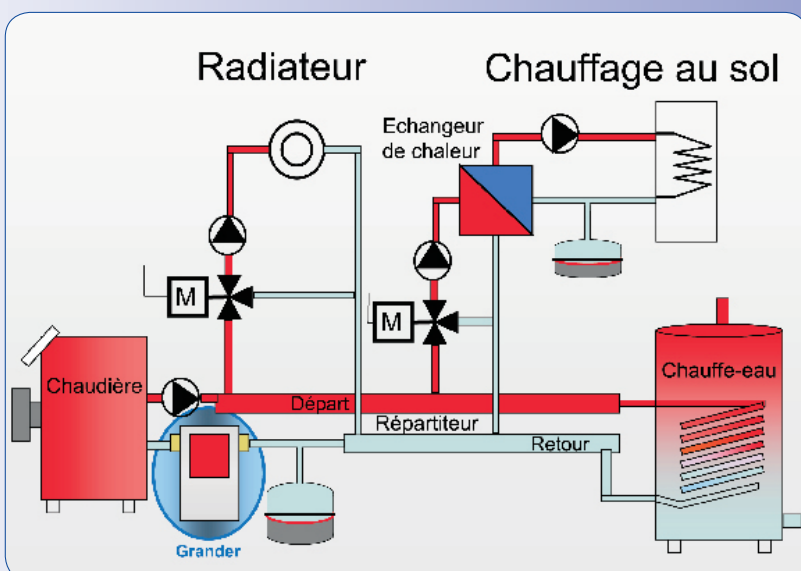 Radiateur
Chauffage au sol
Echangeur
de chaleur
M
M
Chaudière
Chauffe-eau
Départ
Répartiteur
Retour
Grander